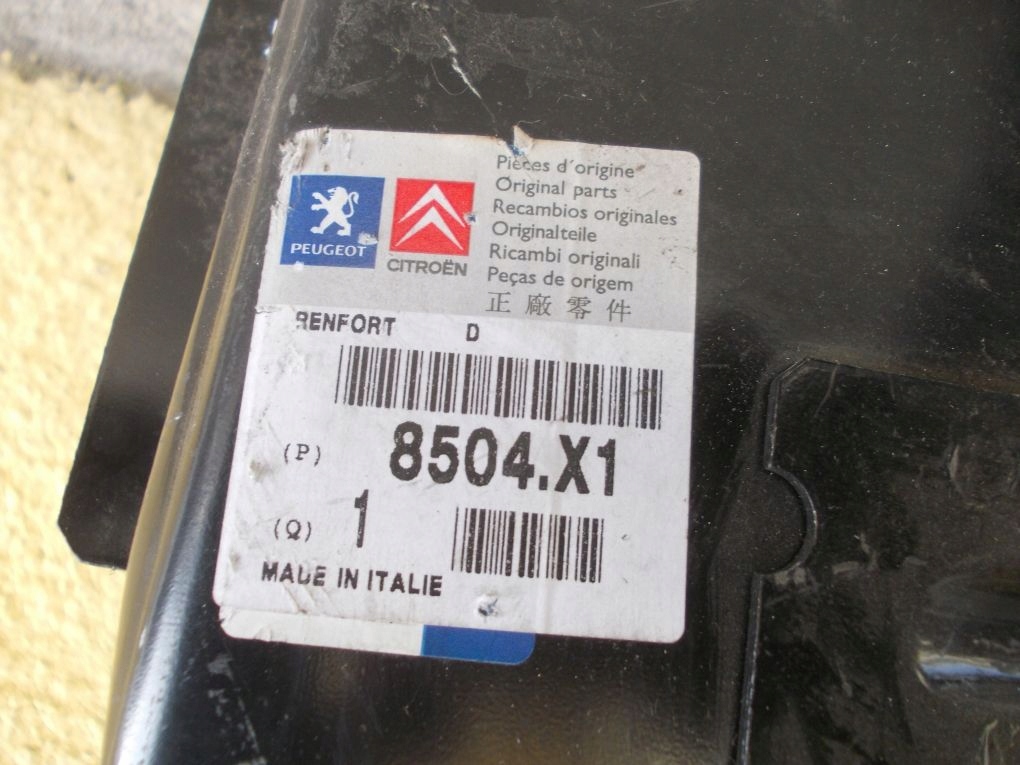 PEUGEOT
CITROËN
Pièces d'origine
Original parts
Recambios originales
Originalteile
Ricambi originali
Peças de origem
正廠零件
RENFORT D
(P) 8504.X1
(Q) 1
MADE IN ITALIE